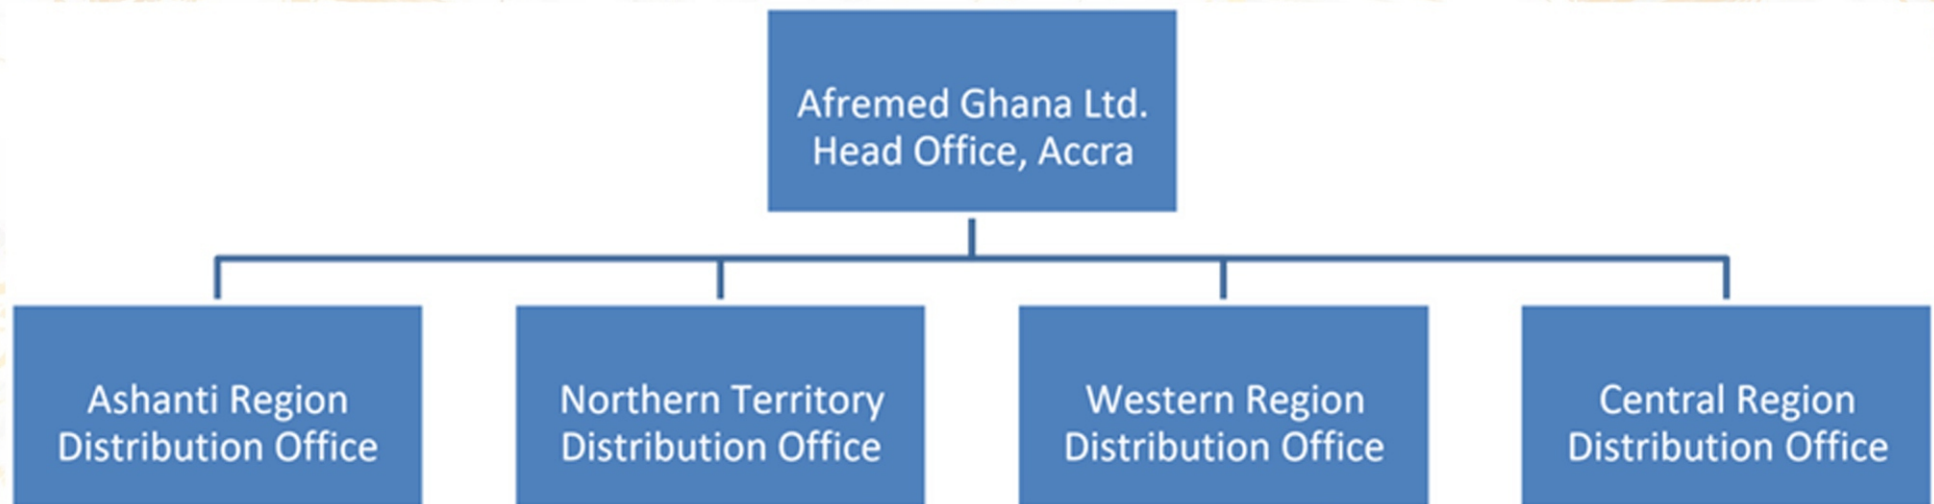 Afremed Ghana Ltd.
Head Office, Accra
Ashanti Region
Distribution Office
Northern Territory
Distribution Office
Western Region
Distribution Office
Central Region
Distribution Office